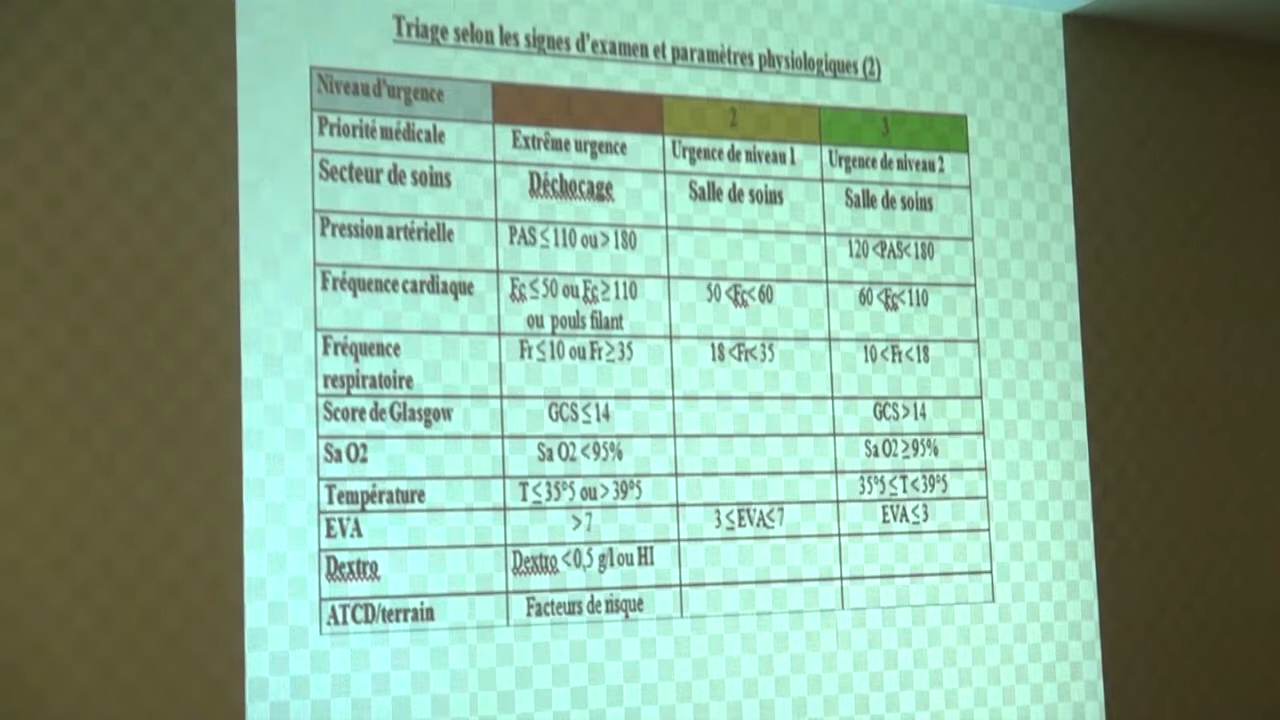 Triage selon les signes d'examen et paramètres physiologiques (2)
Niveau d'urgence 1 2 3
Priorité médicale Extrême urgence Urgence de niveau 1 Urgence de niveau 2
Secteur de soins Déchocage Salle de soins Salle de soins
Pression artérielle PAS ≤ 110 ou > 180 120 <PAS< 180
Fréquence cardiaque Fc ≤ 50 ou Fc ≥ 110 50 <Fc< 60 60 <Fc< 110
ou pouls filant
Fréquence Fr ≤ 10 ou Fr ≥ 35 18 <Fr< 35 10 < Fr < 18
respiratoire
Score de Glasgow GCS ≤ 14 GCS > 14
Sa O2 Sa O2 < 95% Sa O2 ≥ 95%
Température T ≤ 35°5 ou > 39°5 35°5 ≤ T < 39°5
EVA > 7 3 ≤ EVA ≤ 7 EVA ≤ 3
Dextro Dextro < 0,5 g/l ou HI
ATCD/terrain Facteurs de risque